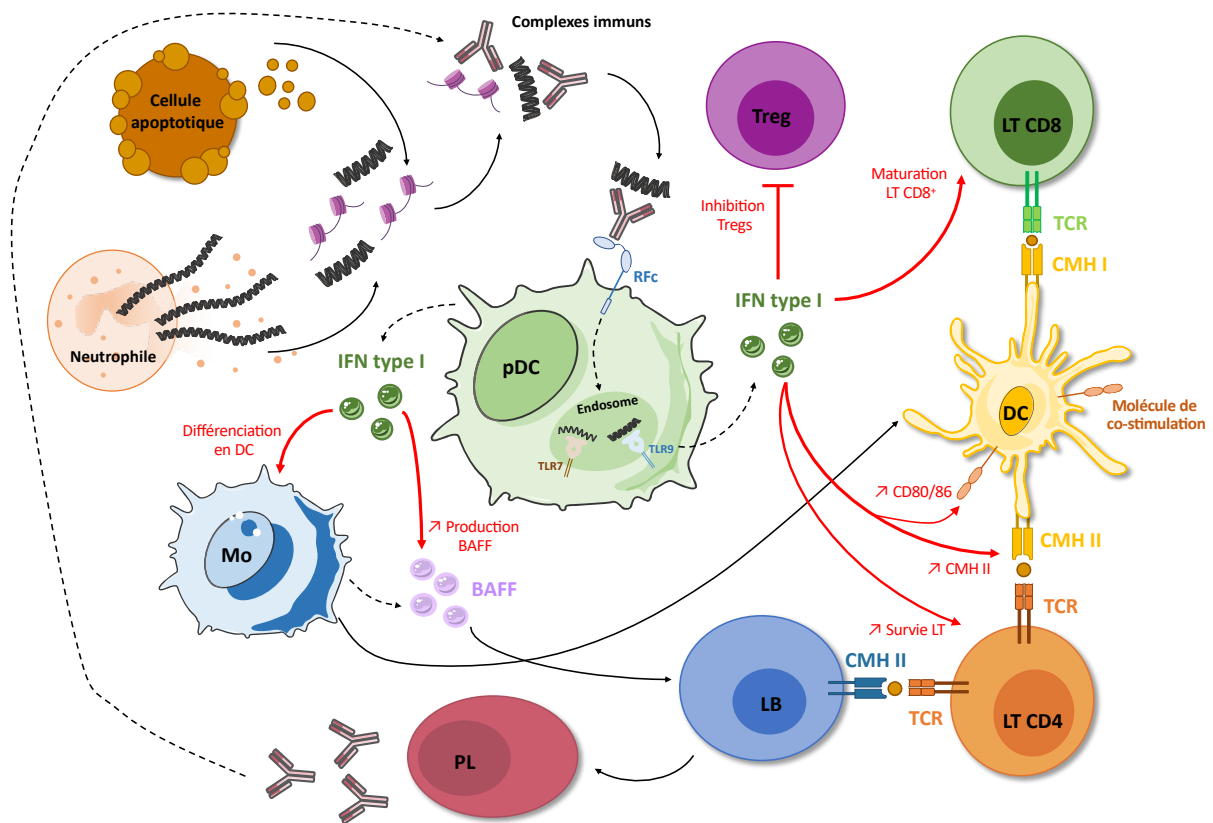 Complexes immuns
Cellule
apoptotique
Treg
LT CD8
Maturation
LT CD8⁺
Inhibition
Tregs
TCR
CMH I
RFc
IFN type I
Neutrophile
IFN type I
pDC
Endosome
TLR7
TLR9
DC
Molécule de
co-stimulation
Différenciation
en DC
↗ CD80/86
↗ Production
BAFF
Mo
CMH II
↗ CMH II
BAFF
TCR
↗ Survie LT
CMH II
LB
TCR
LT CD4
PL